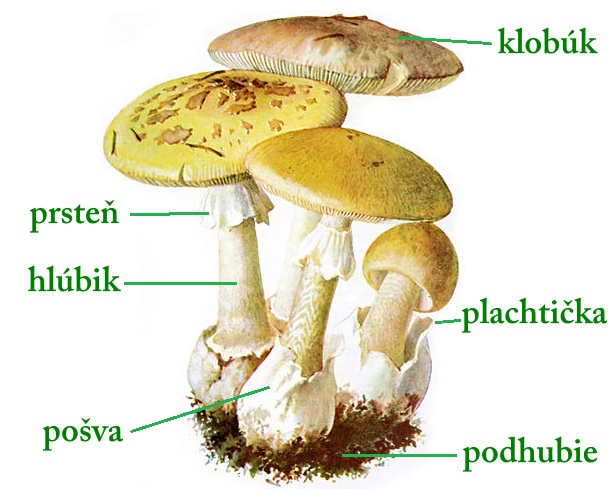 klobúk
prsteň
hlúbik
plachtička
pošva
podhubie